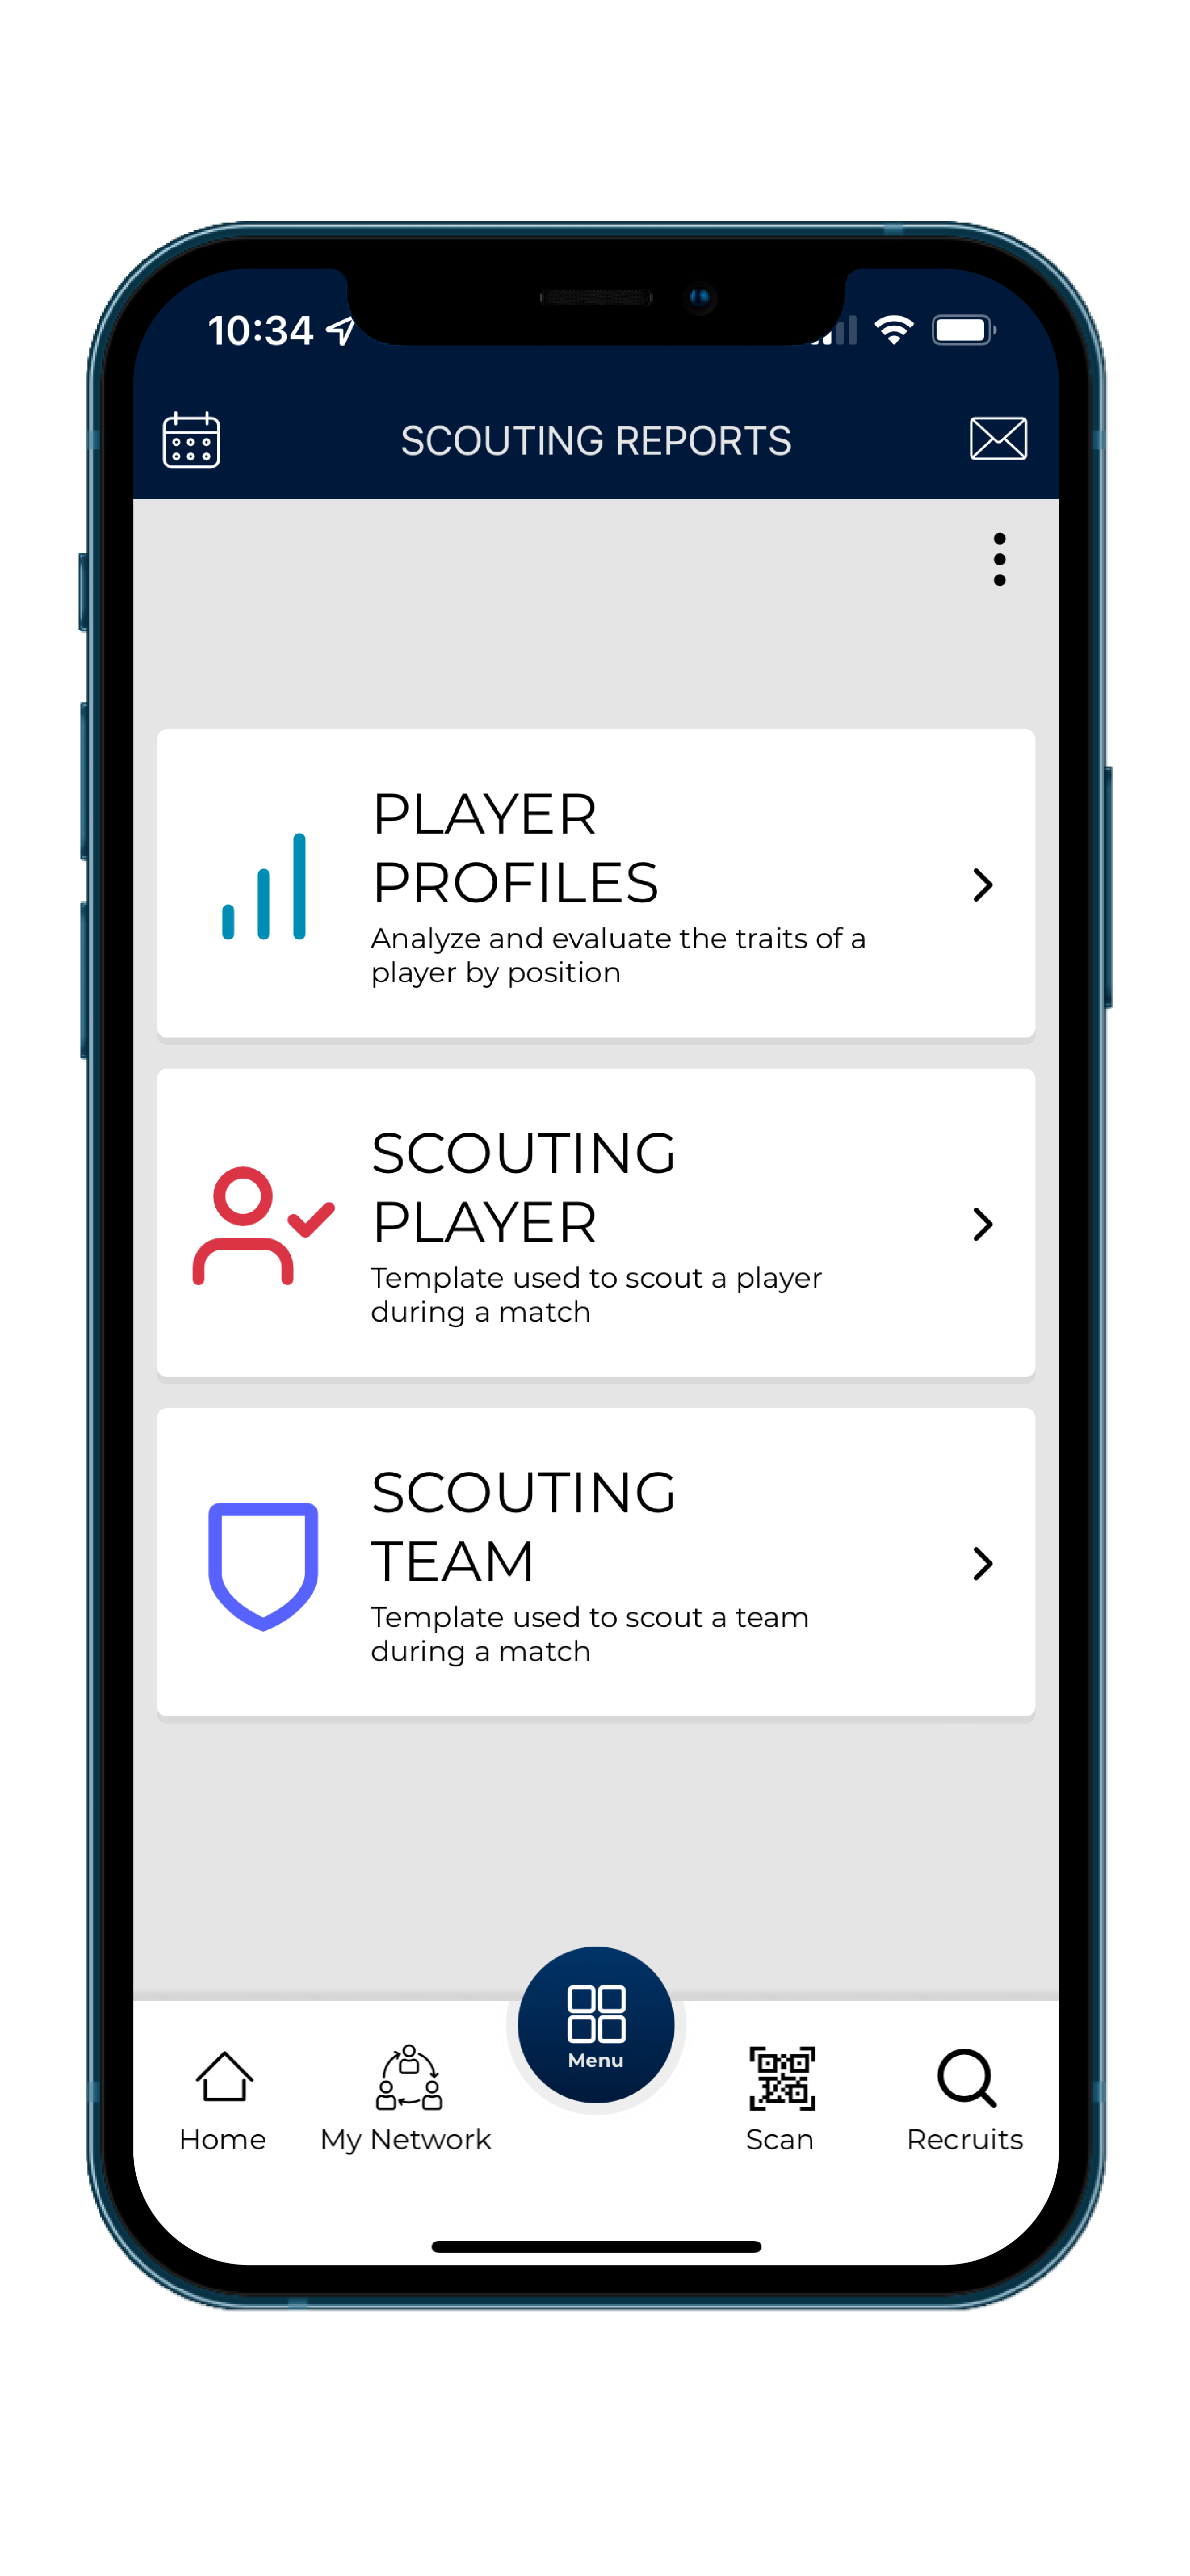 10:34
SCOUTING REPORTS
PLAYER
PROFILES
Analyze and evaluate the traits of a
player by position
SCOUTING
PLAYER
Template used to scout a player
during a match
SCOUTING
TEAM
Template used to scout a team
during a match
Menu
Home
My Network
Scan
Recruits